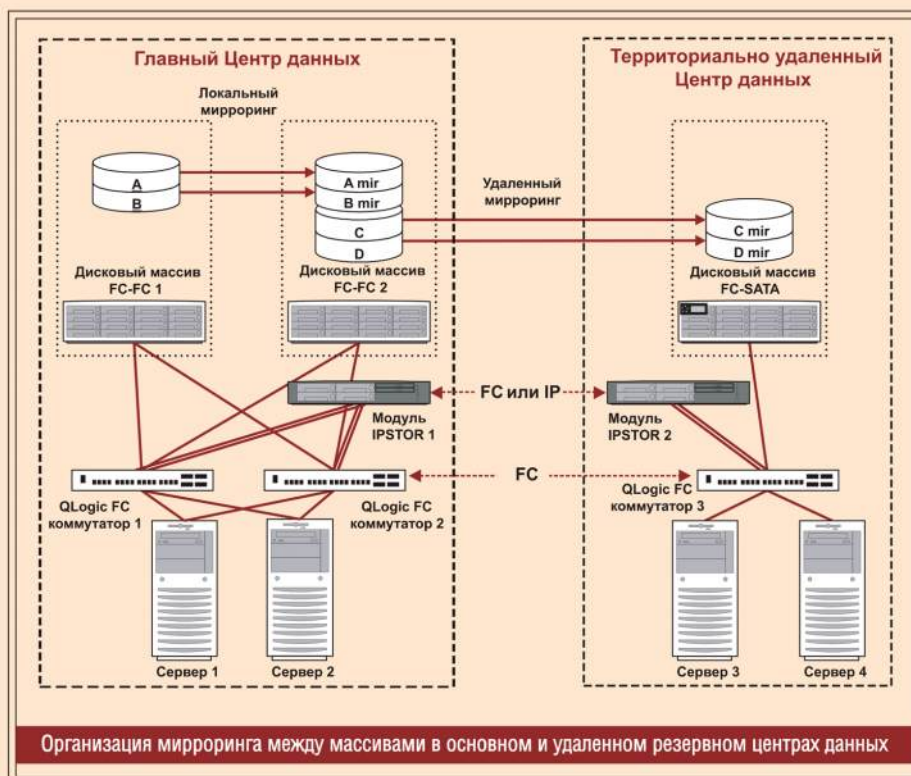 Главный Центр данных
Локальный
мирроринг
A
B
A mir
B mir
C
D
Дисковый массив
FC-FC 1
Дисковый массив
FC-FC 2
Модуль
IPSTOR 1
QLogic FC
коммутатор 1
QLogic FC
коммутатор 2
Сервер 1
Сервер 2
Удаленный
мирроринг
FC или IP
FC
Территориально удаленный
Центр данных
C mir
D mir
Дисковый массив
FC-SATA
Модуль
IPSTOR 2
QLogic FC
коммутатор 3
Сервер 3
Сервер 4
Организация мирроринга между массивами в основном и удаленном резервном центрах данных